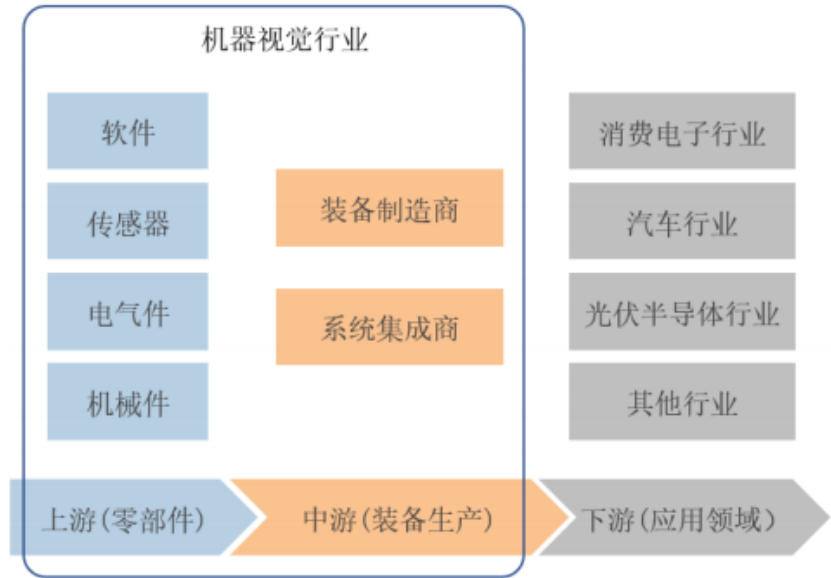 机器视觉行业
软件
传感器
电气件
机械件
装备制造商
系统集成商
消费电子行业
汽车行业
光伏半导体行业
其他行业
上游(零部件)
中游(装备生产)
下游(应用领域)